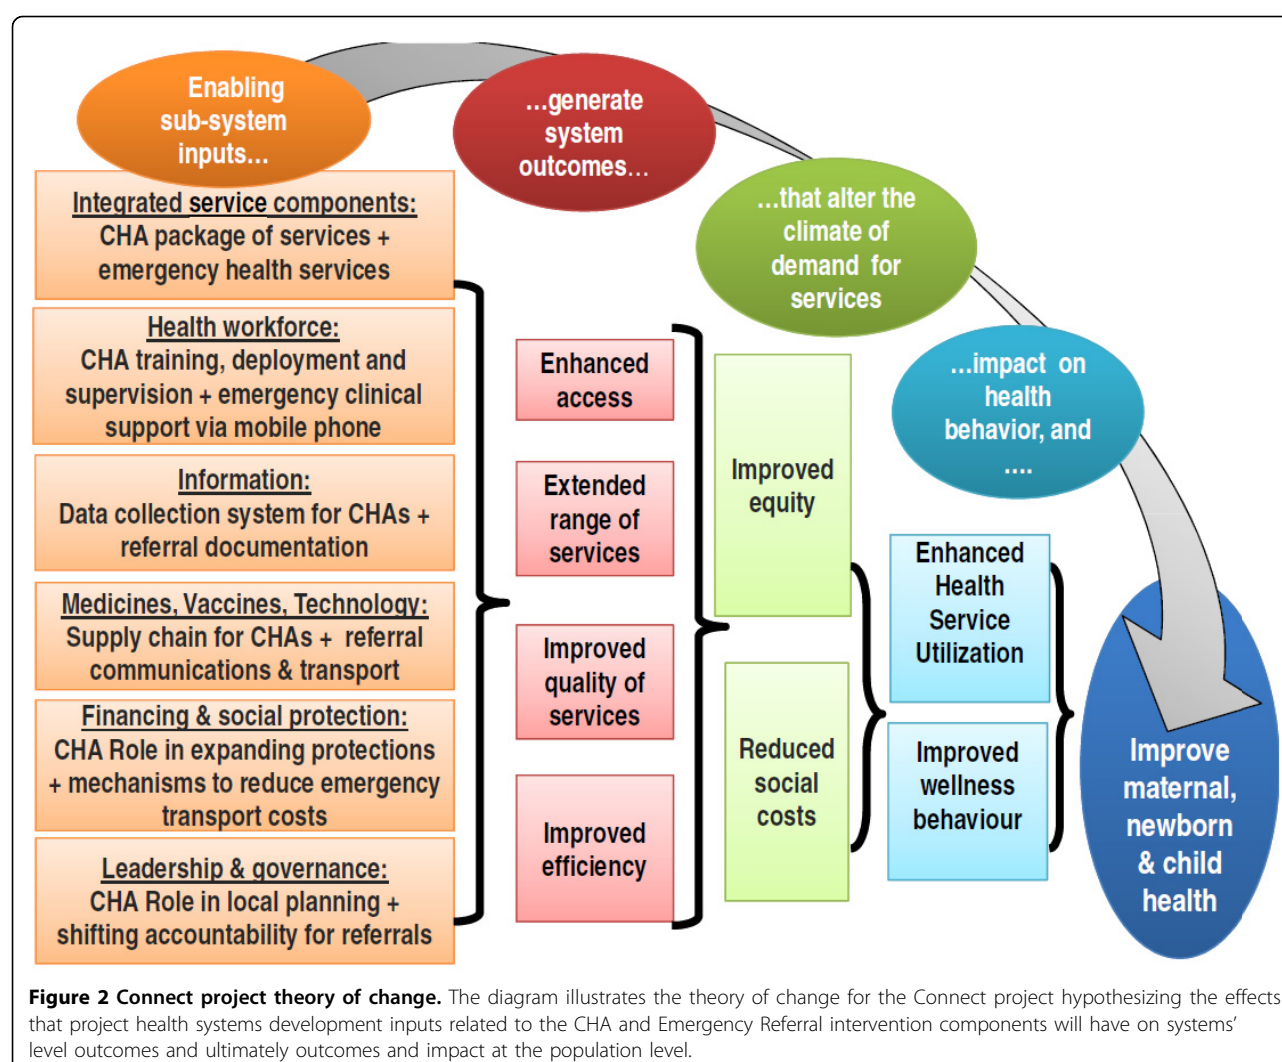 Enabling
sub-system
inputs...
...generate
system
outcomes...
...that alter the
climate of
demand for
services
...impact on
health
behavior, and
....
Integrated service components:
CHA package of services +
emergency health services
Health workforce:
CHA training, deployment and
supervision + emergency clinical
support via mobile phone
Information:
Data collection system for CHAs +
referral documentation
Medicines, Vaccines, Technology:
Supply chain for CHAs + referral
communications & transport
Financing & social protection:
CHA Role in expanding protections
+ mechanisms to reduce emergency
transport costs
Leadership & governance:
CHA Role in local planning +
shifting accountability for referrals
Enhanced
access
Extended
range of
services
Improved
quality of
services
Improved
efficiency
Improved
equity
Reduced
social
costs
Enhanced
Health
Service
Utilization
Improved
wellness
behaviour
Improve
maternal,
newborn
& child
health
Figure 2 Connect project theory of change. The diagram illustrates the theory of change for the Connect project hypothesizing the effects
that project health systems development inputs related to the CHA and Emergency Referral intervention components will have on systems'
level outcomes and ultimately outcomes and impact at the population level.